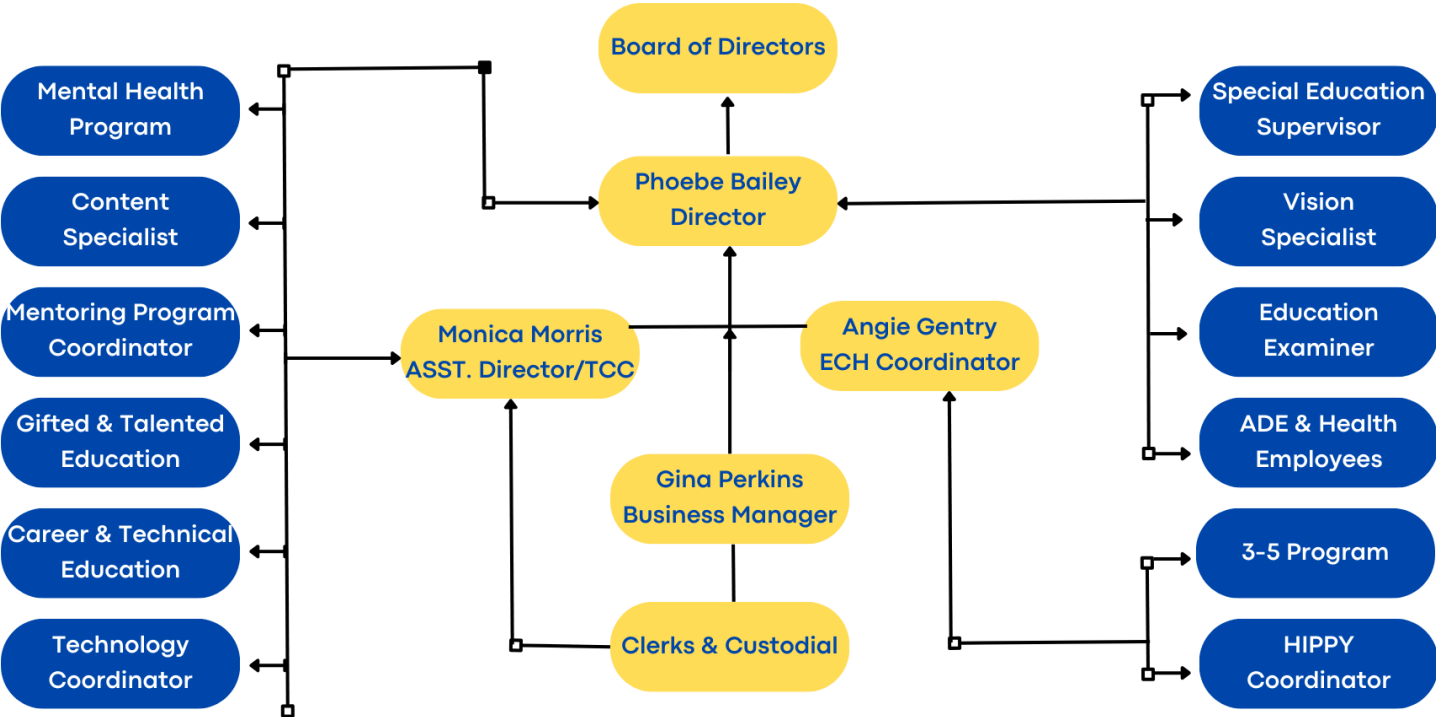 Board of Directors
Phoebe Bailey
Director
Monica Morris
ASST. Director/TCC
Angie Gentry
ECH Coordinator
Gina Perkins
Business Manager
Clerks & Custodial
Mental Health
Program
Content
Specialist
Mentoring Program
Coordinator
Gifted & Talented
Education
Career & Technical
Education
Technology
Coordinator
Special Education
Supervisor
Vision
Specialist
Education
Examiner
ADE & Health
Employees
3-5 Program
HIPPY
Coordinator